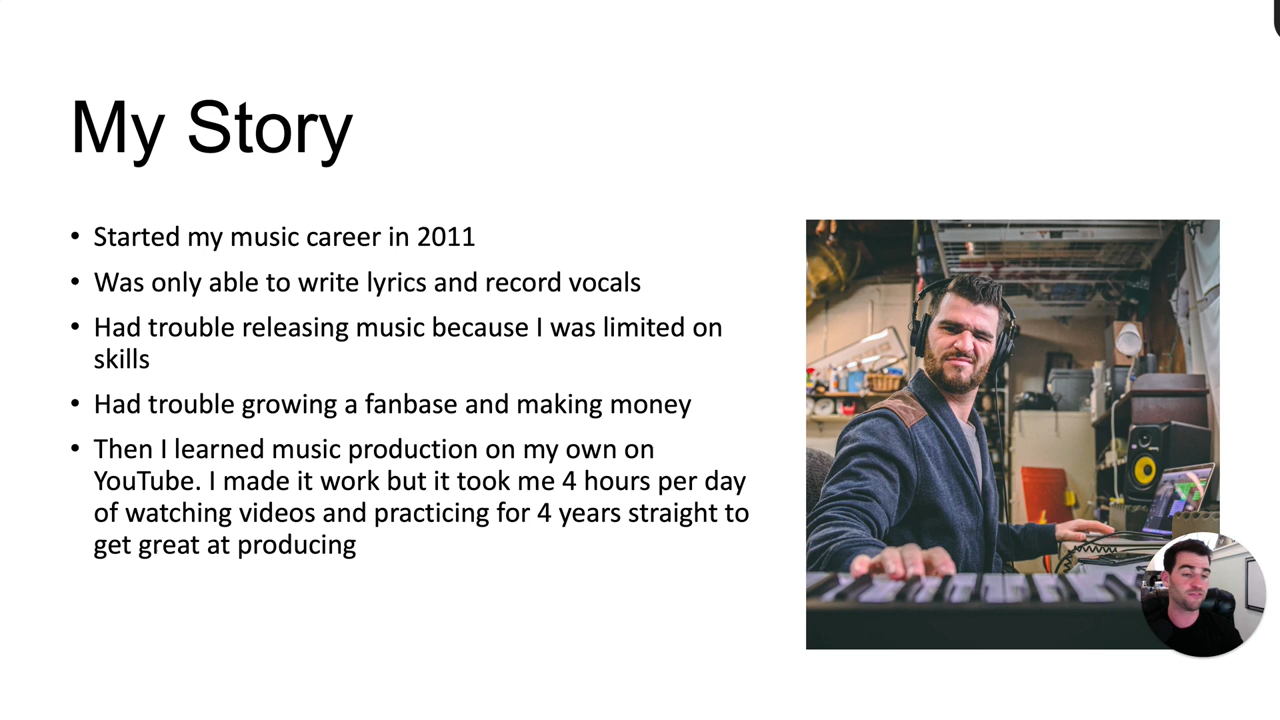 My Story
• Started my music career in 2011
• Was only able to write lyrics and record vocals
• Had trouble releasing music because I was limited on
skills
• Had trouble growing a fanbase and making money
• Then I learned music production on my own on
YouTube. I made it work but it took me 4 hours per day
of watching videos and practicing for 4 years straight to
get great at producing